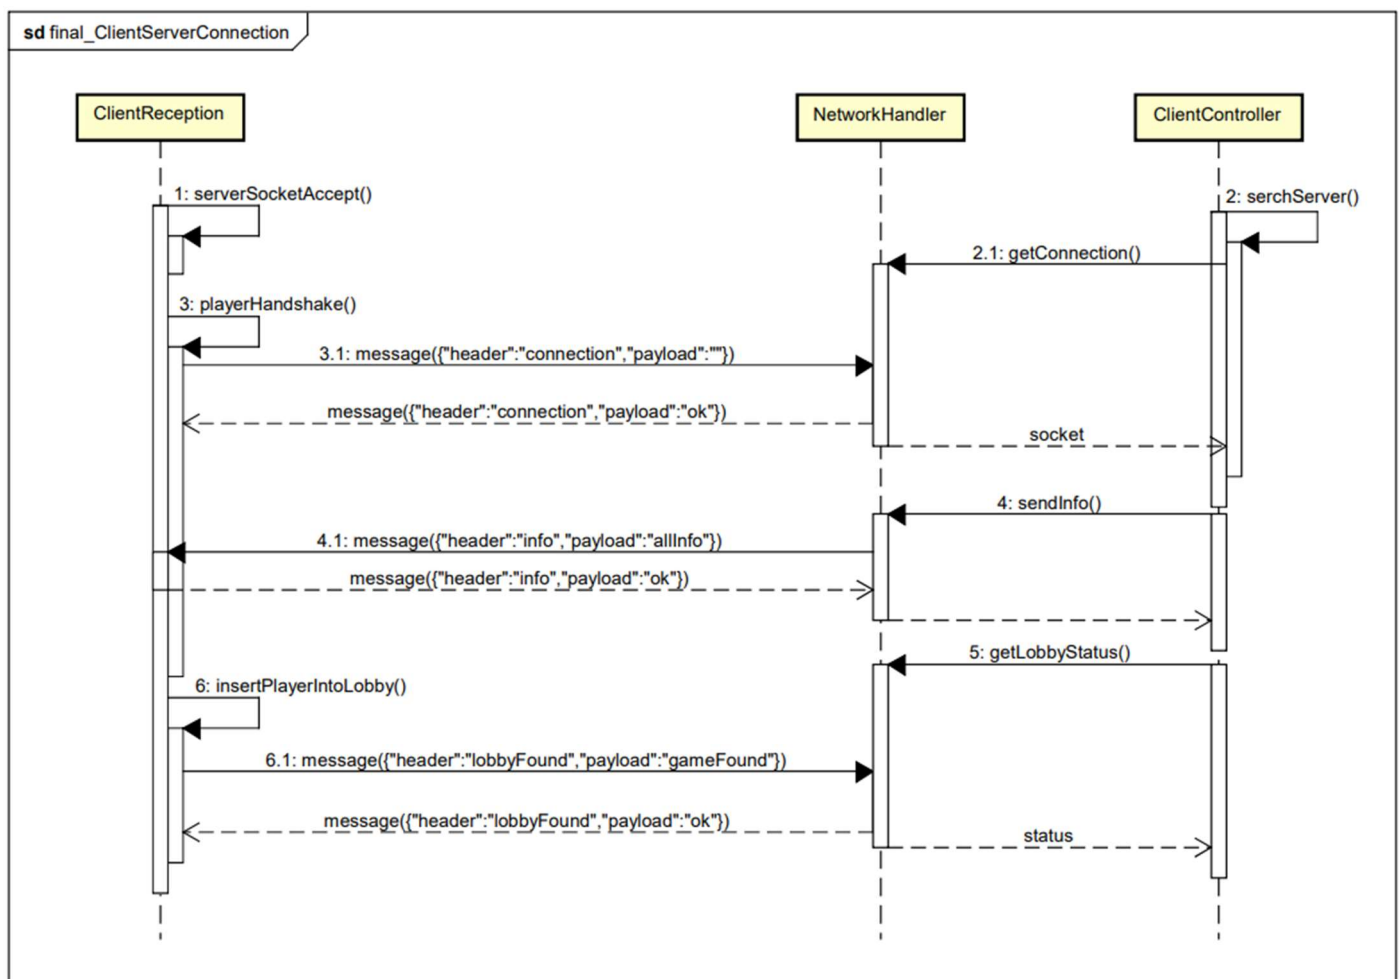 sd final_ClientServerConnection
ClientReception
NetworkHandler
ClientController
1: serverSocketAccept()
2: serchServer()
2.1: getConnection()
3: playerHandshake()
3.1: message({"header":"connection","payload":""})
message({"header":"connection","payload":"ok"})
socket
4: sendInfo()
4.1: message({"header":"info","payload":"allInfo"})
message({"header":"info","payload":"ok"})
5: getLobbyStatus()
6: insertPlayerIntoLobby()
6.1: message({"header":"lobbyFound","payload":"gameFound"})
message({"header":"lobbyFound","payload":"ok"})
status